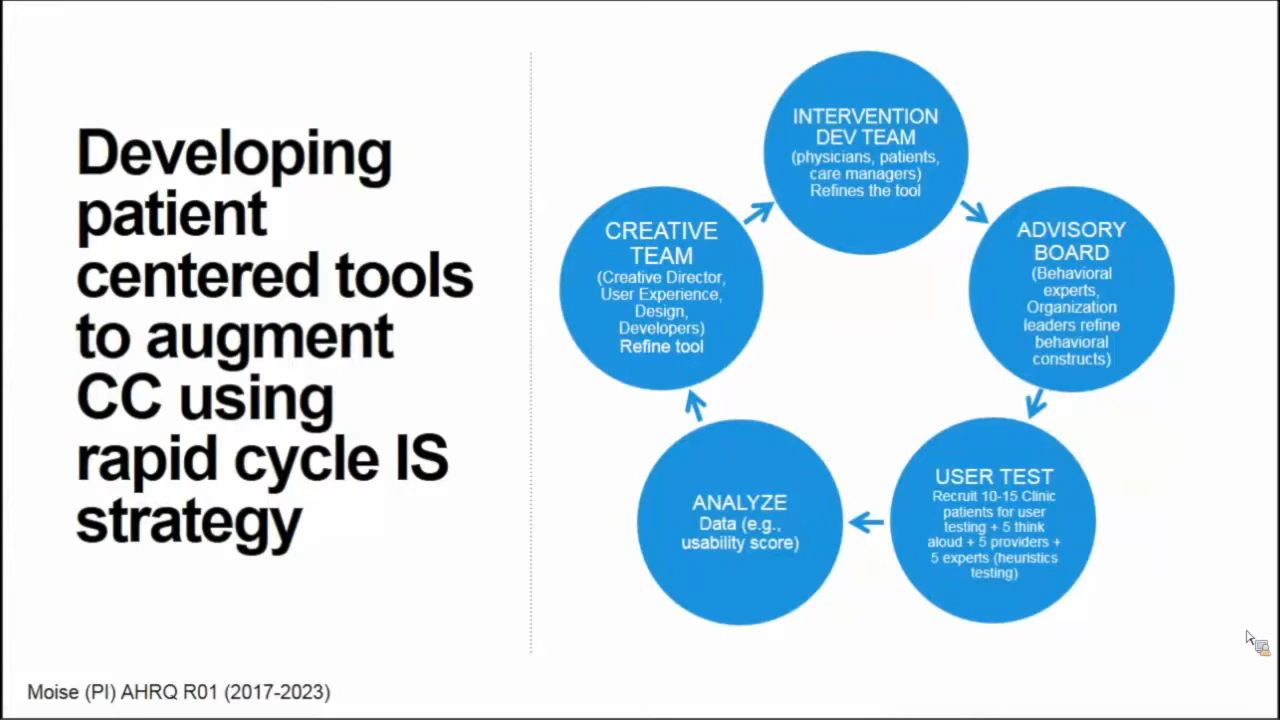 Developing
patient
centered tools
to augment
CC using
rapid cycle IS
strategy
INTERVENTION
DEV TEAM
(physicians, patients,
care managers)
Refines the tool
ADVISORY
BOARD
(Behavioral
experts,
Organization
leaders refine
behavioral
constructs)
USER TEST
Recruit 10-15 Clinic
patients for user
testing + 5 think
aloud + 5 providers +
5 experts (heuristics
testing)
ANALYZE
Data (e.g.,
usability score)
CREATIVE
TEAM
(Creative Director,
User Experience,
Design,
Developers)
Refine tool
Moise (PI) AHRQ R01 (2017-2023)